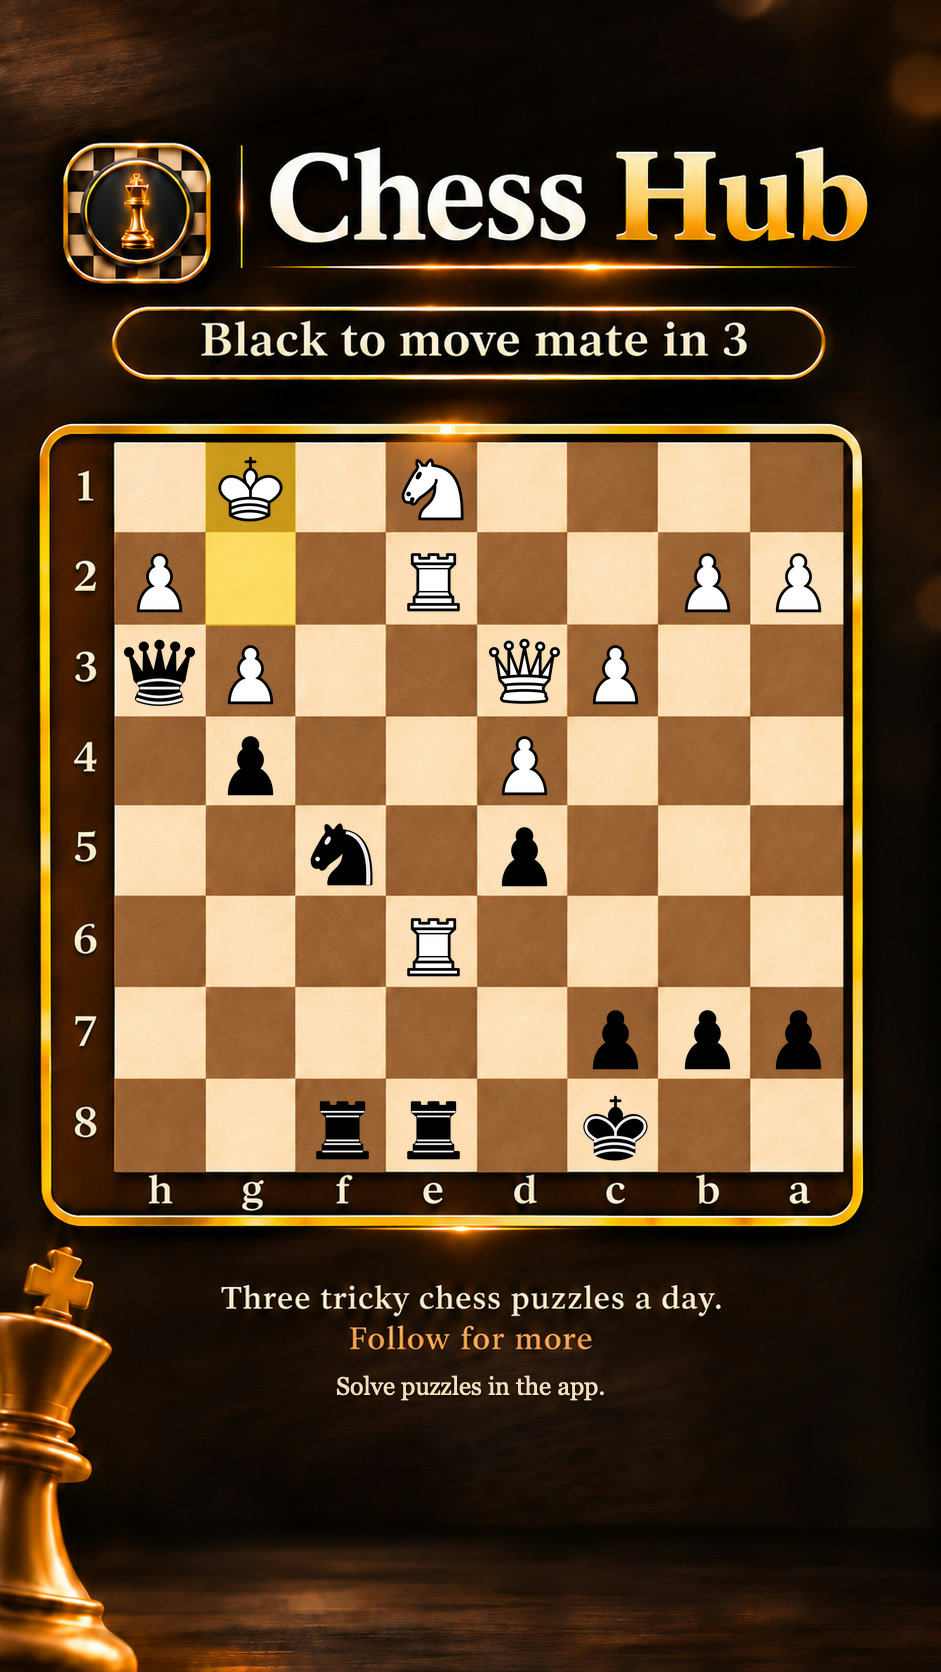 Chess Hub
Black to move mate in 3
1
2
3
4
5
6
7
8
h g f e d c b a
Three tricky chess puzzles a day.
Follow for more
Solve puzzles in the app.